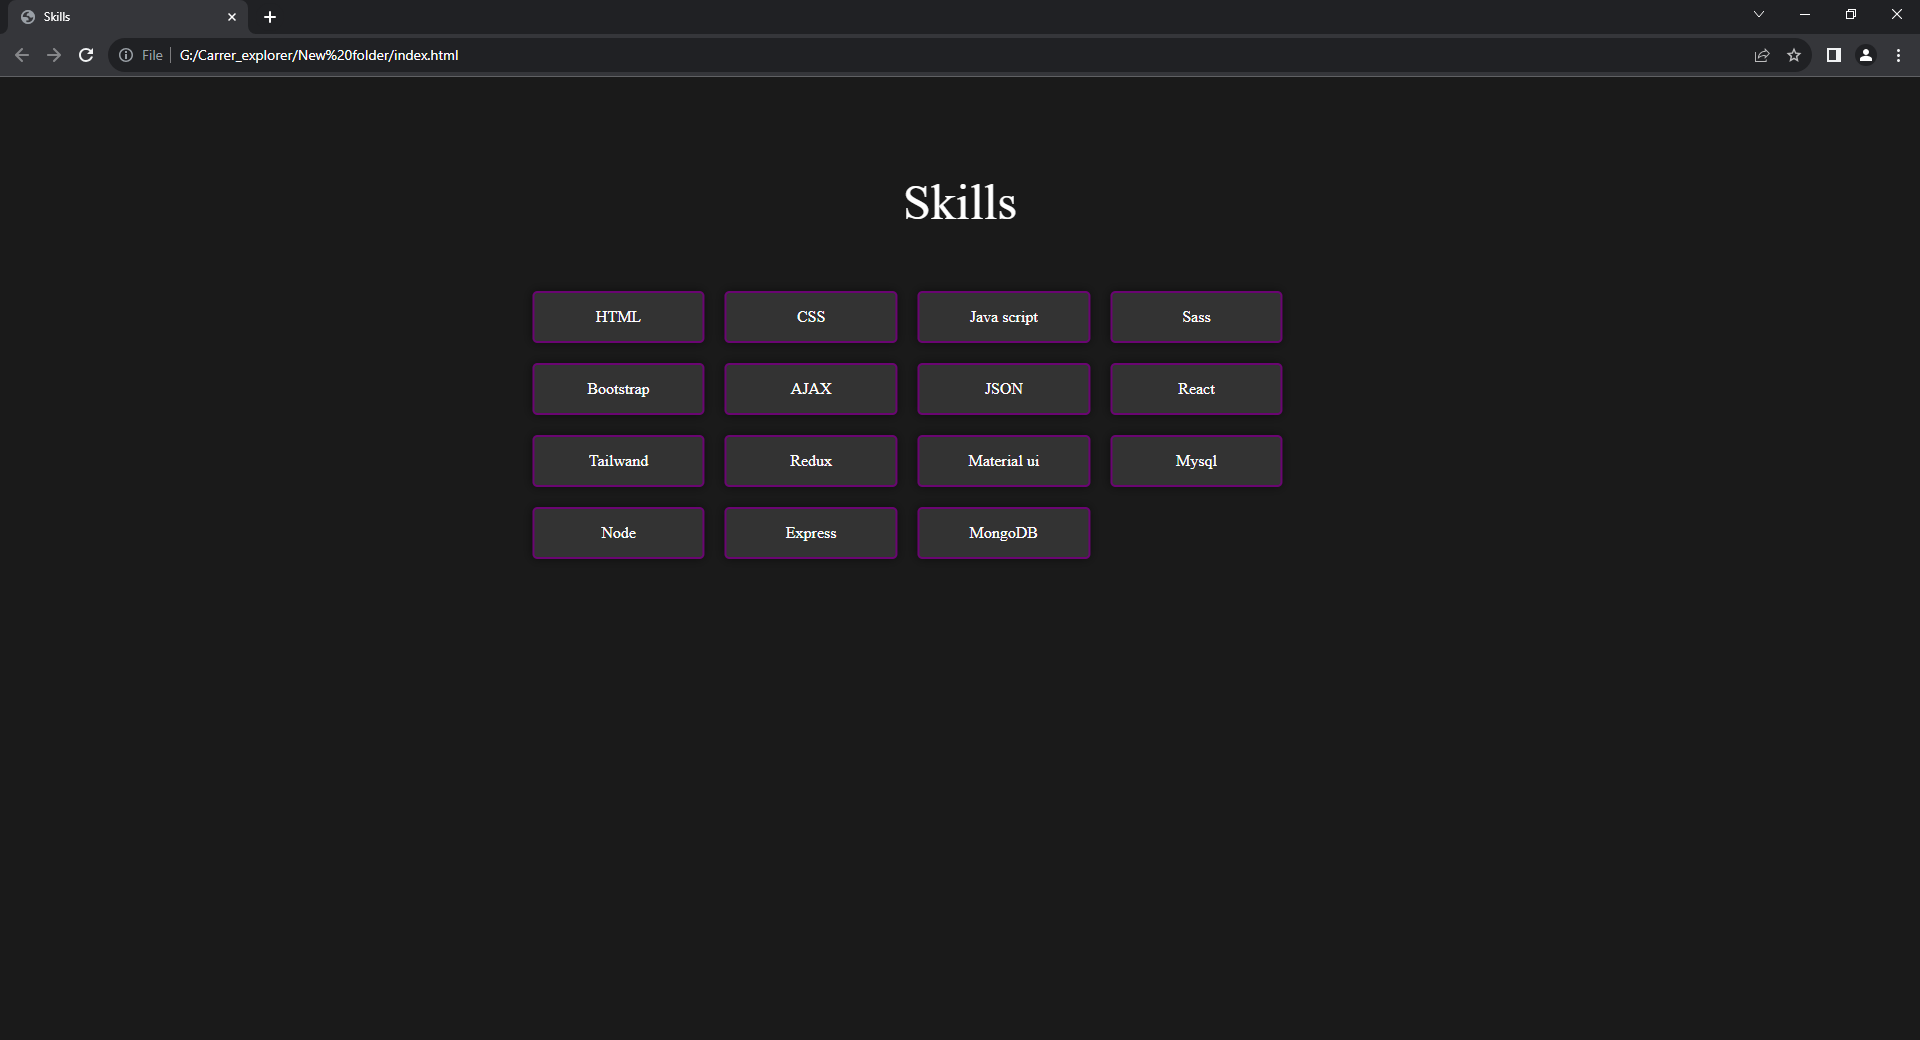 Skills
File G:/Carrer_explorer/New%20folder/index.html
Skills
HTML CSS Java script Sass
Bootstrap AJAX JSON React
Tailwand Redux Material ui Mysql
Node Express MongoDB